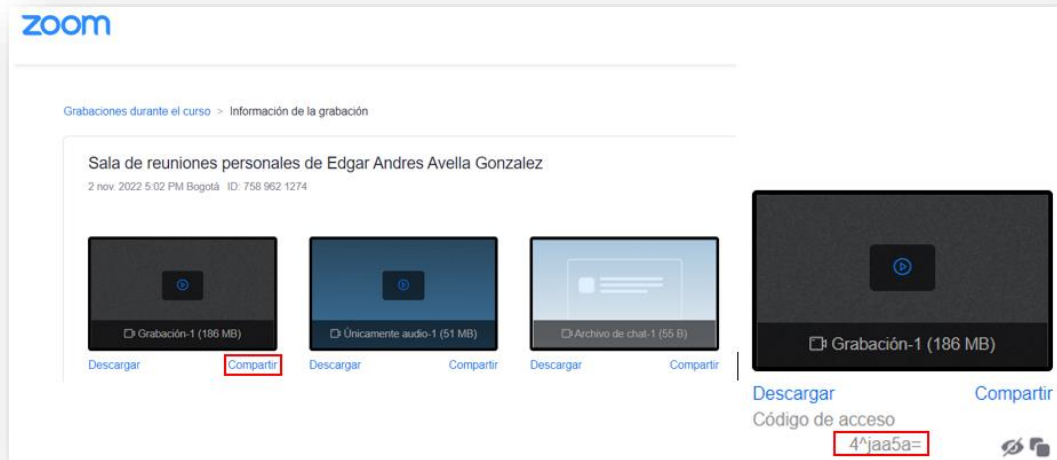 zoom
Grabaciones durante el curso > Información de la grabación
Sala de reuniones personales de Edgar Andres Avella Gonzalez
2 nov. 2022 5:02 PM Bogotá ID: 758 962 1274
Grabación-1 (186 MB)
Únicamente audio-1 (51 MB)
Archivo de chat-1 (55 B)
Descargar Compartir
Descargar Compartir
Descargar Compartir
Grabación-1 (186 MB)
Descargar Compartir
Código de acceso
4^jaa5a=